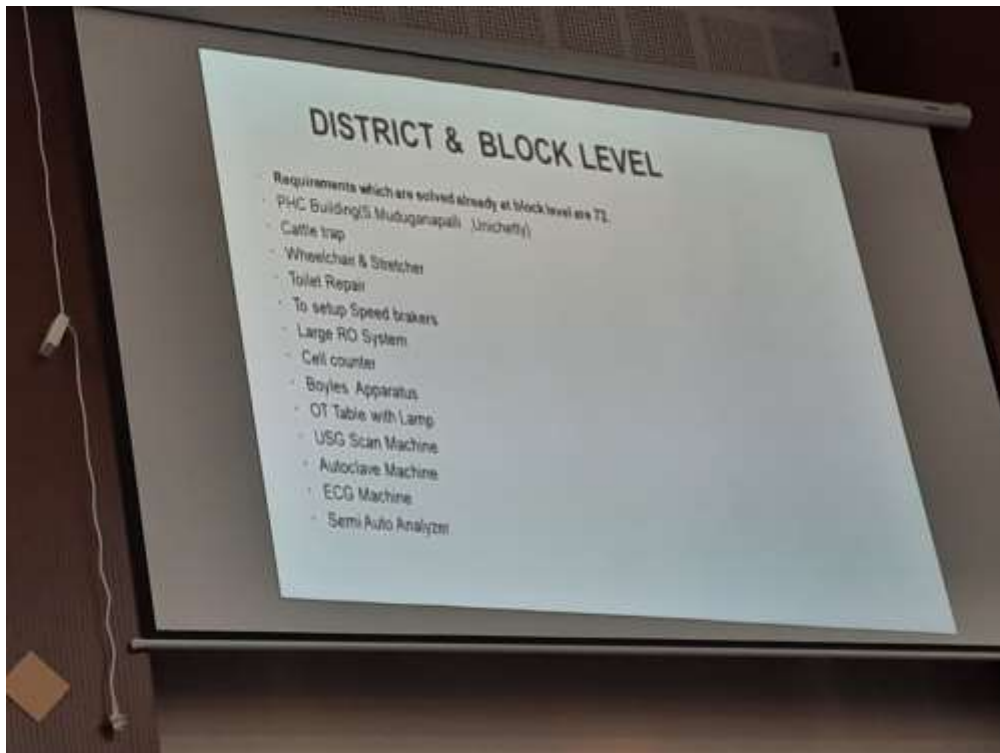 DISTRICT & BLOCK LEVEL
Requirements which are solved already at block level are 72.
· PHC Building(S.Muduganapalli ,Unichetty)
· Cattle trap
· Wheelchair & Stretcher
· Toilet Repair
· To setup Speed brakers
· Large RO System
· Cell counter
· Boyles Apparatus
· OT Table with Lamp
· USG Scan Machine
· Autoclave Machine
· ECG Machine
· Semi Auto Analyzer